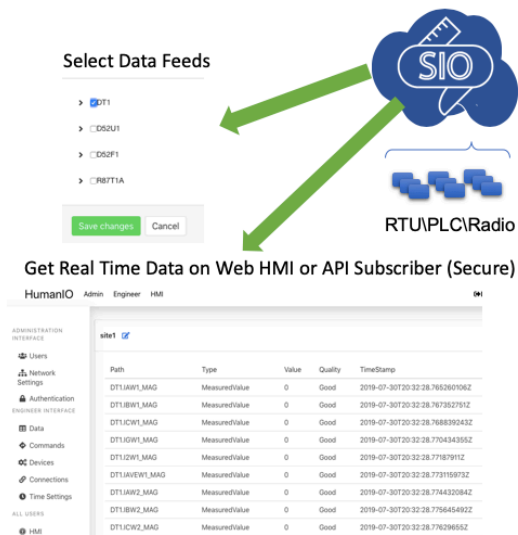 SIO
Select Data Feeds
DT1
D52U1
D52F1
R87T1A
Save changes Cancel
RTU\PLC\Radio
Get Real Time Data on Web HMI or API Subscriber (Secure)
HumanIO Admin Engineer HMI
ADMINISTRATION
INTERFACE
Users
Network
Settings
Authentication
ENGINEER INTERFACE
Data
Commands
Devices
Connections
Time Settings
ALL USERS
HMI
site1
Path Type Value Quality TimeStamp
DT1.IAW1_MAG MeasuredValue 0 Good 2019-07-30T20:32:28.765260106Z
DT1.IBW1_MAG MeasuredValue 0 Good 2019-07-30T20:32:28.767352751Z
DT1.ICW1_MAG MeasuredValue 0 Good 2019-07-30T20:32:28.768839243Z
DT1.IGW1_MAG MeasuredValue 0 Good 2019-07-30T20:32:28.770434355Z
DT1.I2W1_MAG MeasuredValue 0 Good 2019-07-30T20:32:28.77187911Z
DT1.IAVEW1_MAG MeasuredValue 0 Good 2019-07-30T20:32:28.773115973Z
DT1.IAW2_MAG MeasuredValue 0 Good 2019-07-30T20:32:28.774432084Z
DT1.IBW2_MAG MeasuredValue 0 Good 2019-07-30T20:32:28.775645492Z
DT1.ICW2_MAG MeasuredValue 0 Good 2019-07-30T20:32:28.77629655Z